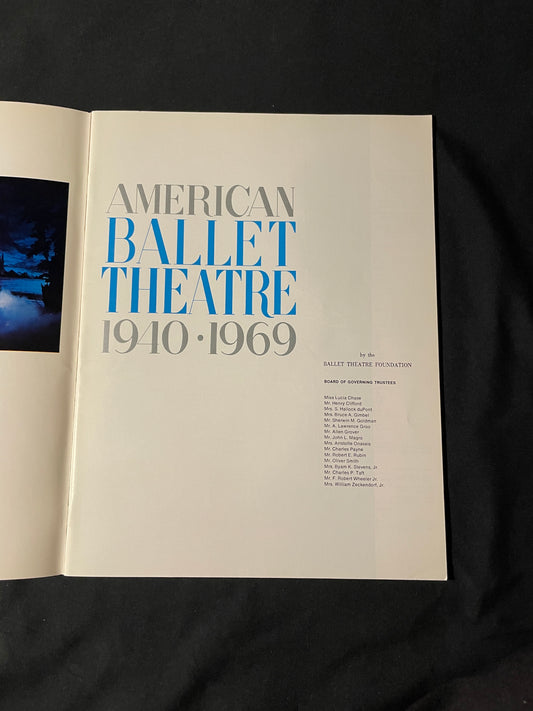 AMERICAN
BALLET
THEATRE
1940 • 1969
by the
BALLET THEATRE FOUNDATION
BOARD OF GOVERNING TRUSTEES
Miss Lucia Chase
Mr. Henry Clifford
Mrs. S. Hallock duPont
Mrs. Bruce A. Gimbel
Mr. Sherwin M. Goldman
Mr. A. Lawrence Groo
Mr. Allen Grover
Mr. John L. Magro
Mrs. Aristotle Onassis
Mr. Charles Payne
Mr. Robert E. Rubin
Mr. Oliver Smith
Mrs. Byam K. Stevens, Jr.
Mr. Charles P. Taft
Mr. F. Robert Wheeler Jr.
Mrs. William Zeckendorf, Jr.